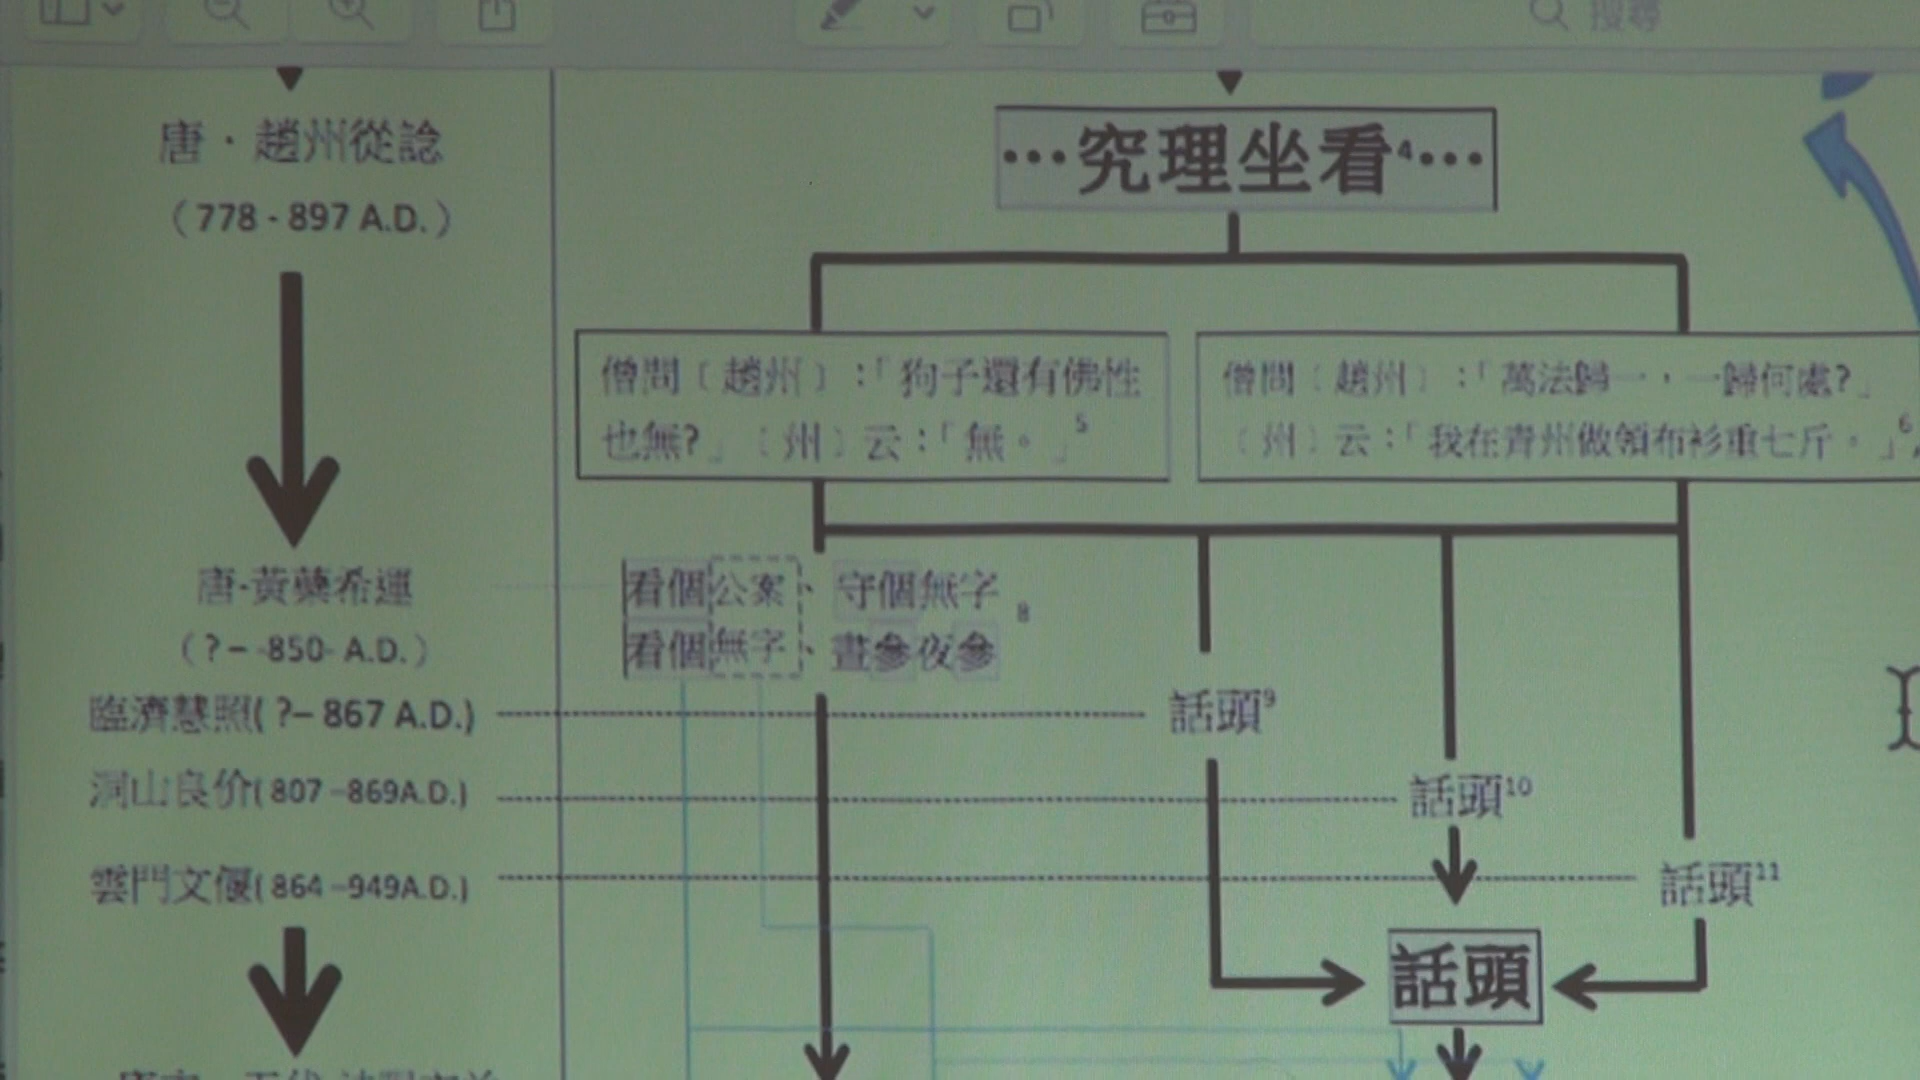 搜尋
唐·趙州從諗
（778 - 897 A.D.）
…究理坐看⁴…
僧問﹝趙州﹞：「狗子還有佛性
也無?」﹝州﹞云：「無。」⁵
僧問﹝趙州﹞：「萬法歸一，一歸何處?」
﹝州﹞云：「我在青州做領布衫重七斤。」⁶
唐·黃蘗希運
（? – 850 A.D.）
看個公案、守個無字
看個無字、晝參夜參 ⁸
臨濟慧照( ?– 867 A.D.)
話頭⁹
洞山良价( 807 –869A.D.)
話頭¹⁰
雲門文偃( 864 –949A.D.)
話頭¹¹
話頭